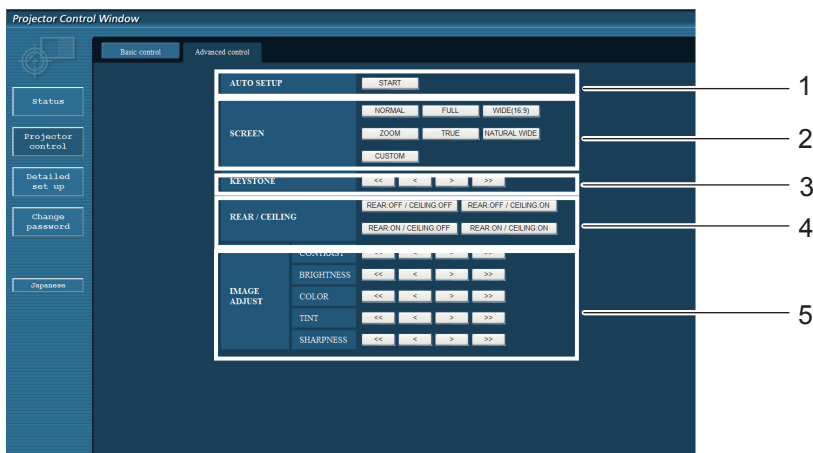 Projector Control Window
Basic control Advanced control
AUTO SETUP START 1
Status
NORMAL FULL WIDE(16:9)
SCREEN ZOOM TRUE NATURAL WIDE 2
CUSTOM
Projector
control
KEYSTONE << < > >> 3
Detailed
set up
REAR:OFF / CEILING:OFF REAR:OFF / CEILING:ON
REAR / CEILING 4
REAR:ON / CEILING:OFF REAR:ON / CEILING:ON
Change
password
CONTRAST << < > >>
BRIGHTNESS << < > >>
Japanese
IMAGE
ADJUST
COLOR << < > >>
TINT << < > >> 5
SHARPNESS << < > >>